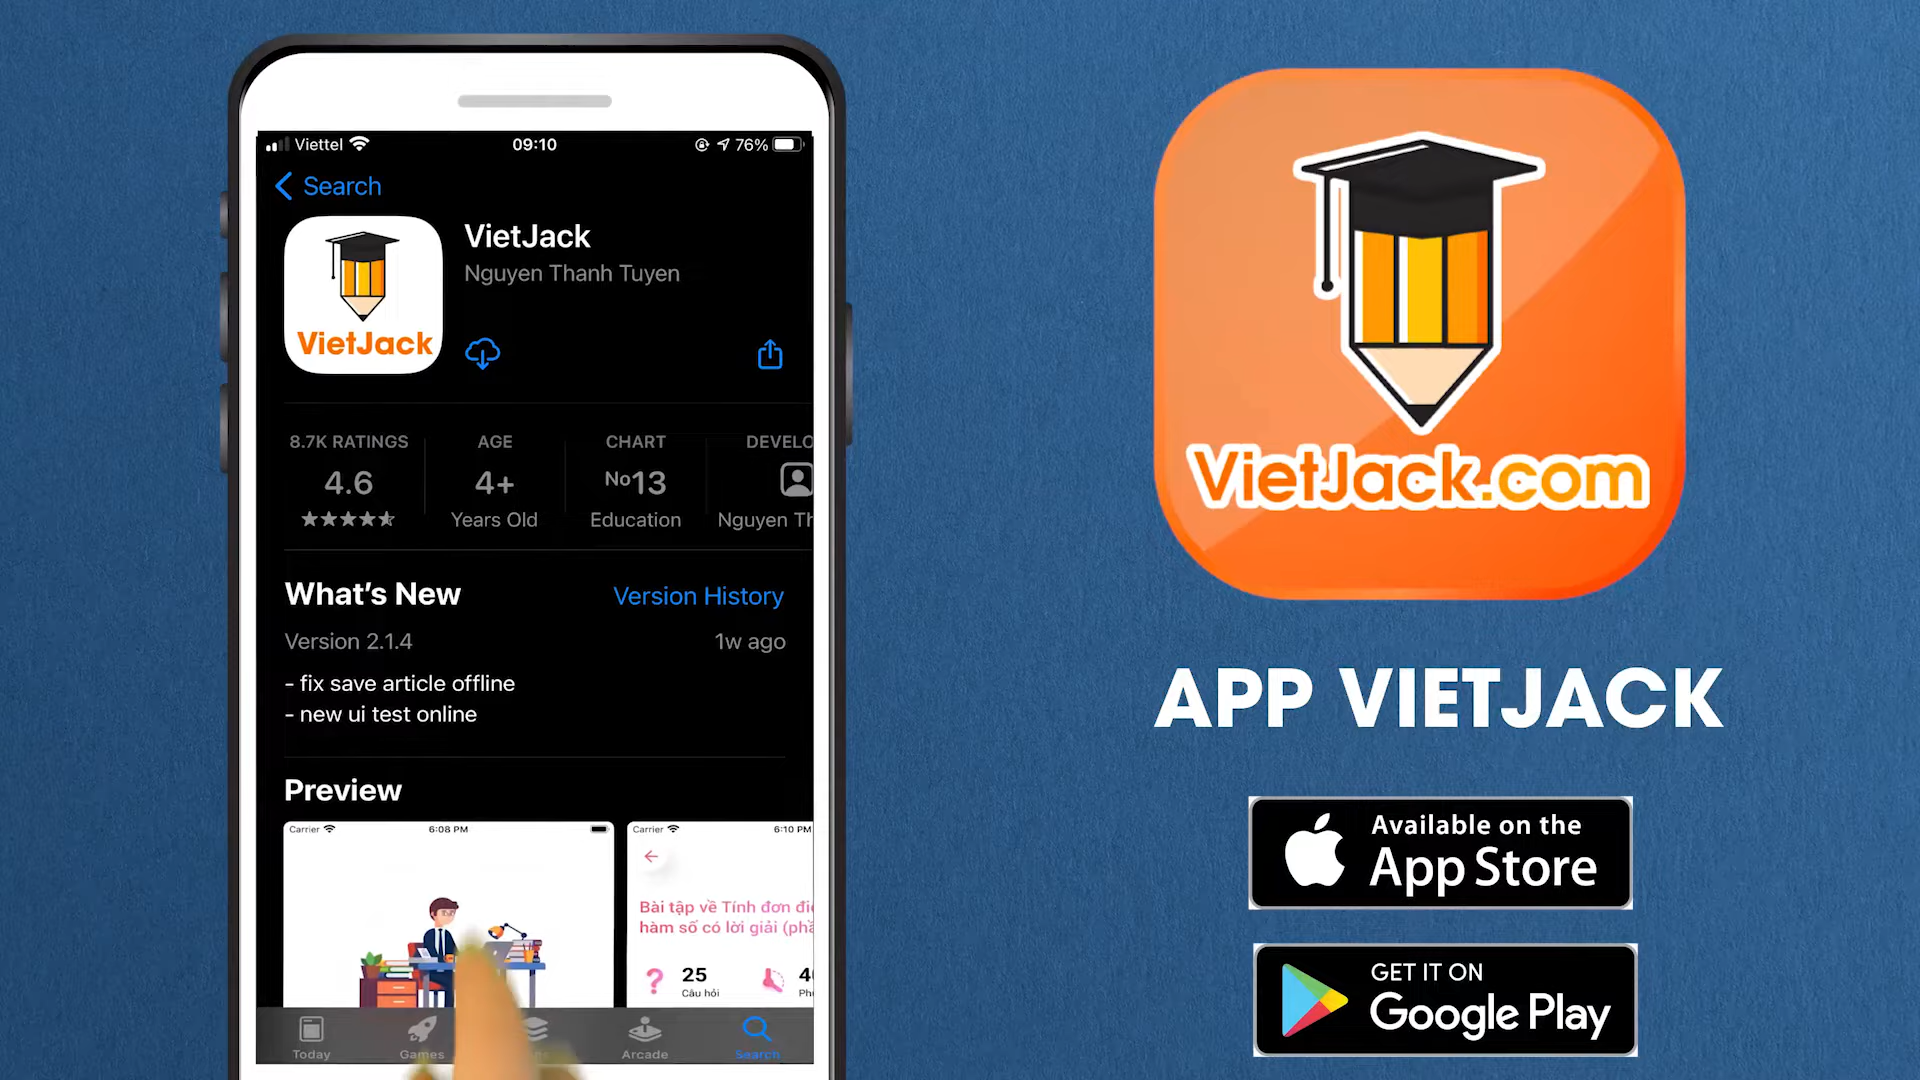 Viettel
09:10
76%
Search
VietJack
Nguyen Thanh Tuyen
VietJack
8.7K RATINGS
4.6
AGE
4+
Years Old
CHART
No13
Education
DEVELO
Nguyen Th
What's New
Version History
Version 2.1.4
1w ago
- fix save article offline
- new ui test online
Preview
Carrier
6:08 PM
Carrier
6:10 PM
Bài tập về Tính đơn đi
hàm số có lời giải (ph
25
Câu hỏi
Today
Games
Arcade
Search
VietJack.com
APP VIETJACK
Available on the
App Store
GET IT ON
Google Play